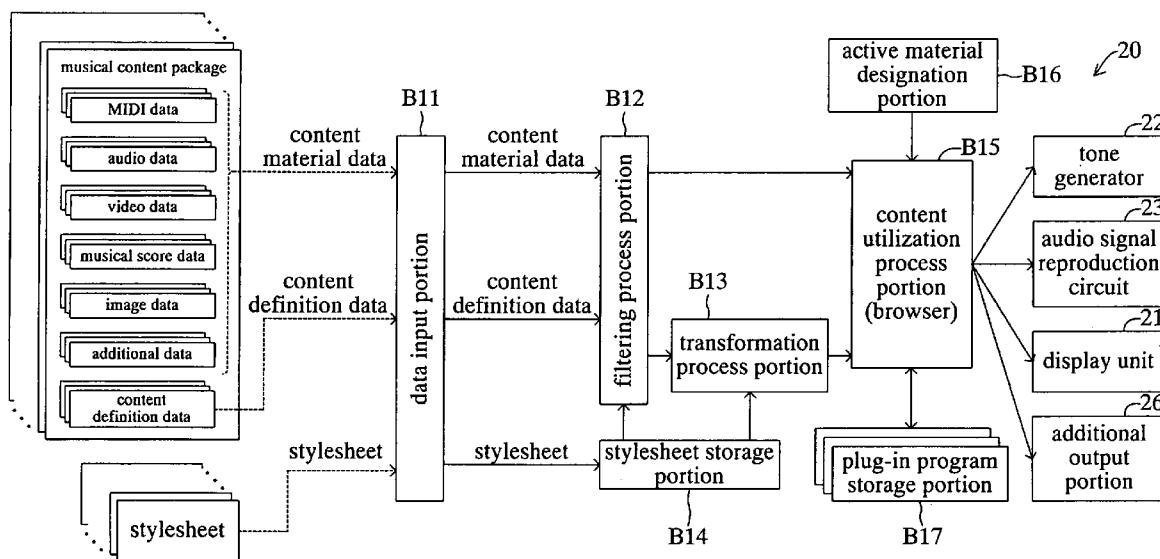 musical content package
MIDI data
audio data
video data
musical score data
image data
additional data
content
definition data
stylesheet
content
material data
content
definition data
stylesheet
B11
data input portion
content
material data
content
definition data
stylesheet
B12
filtering process portion
B13
transformation
process portion
stylesheet storage
portion
B14
active material
designation
portion
B16
B15
content
utilization
process
portion
(browser)
plug-in program
storage portion
B17
20
22
tone
generator
23
audio signal
reproduction
circuit
21
display unit
26
additional
output
portion